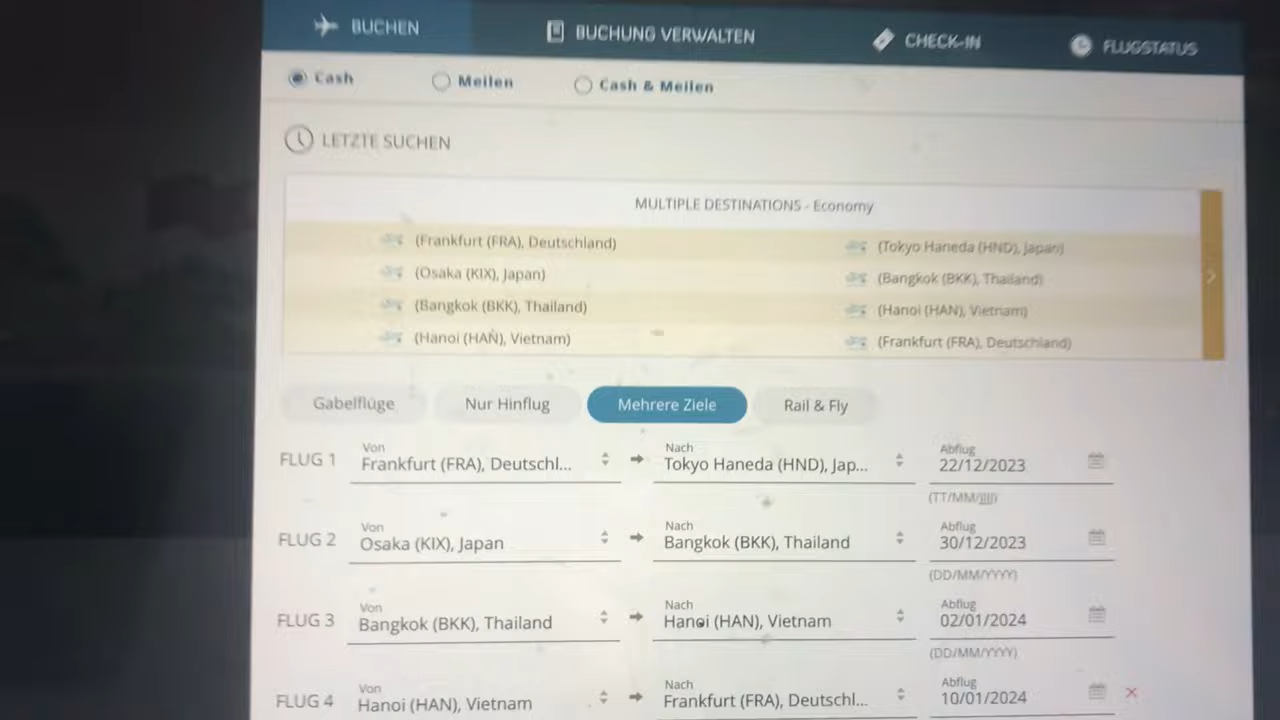 BUCHEN BUCHUNG VERWALTEN CHECK-IN FLUGSTATUS
Cash Meilen Cash & Meilen
LETZTE SUCHEN
MULTIPLE DESTINATIONS - Economy
(Frankfurt (FRA), Deutschland) (Tokyo Haneda (HND), Japan)
(Osaka (KIX), Japan) (Bangkok (BKK), Thailand)
(Bangkok (BKK), Thailand) (Hanoi (HAN), Vietnam)
(Hanoi (HAN), Vietnam) (Frankfurt (FRA), Deutschland)
Gabelflüge Nur Hinflug Mehrere Ziele Rail & Fly
Von Nach Abflug
FLUG 1 Frankfurt (FRA), Deutschl... Tokyo Haneda (HND), Jap... 22/12/2023
(TT/MM/JJJJ)
Von Nach Abflug
FLUG 2 Osaka (KIX), Japan Bangkok (BKK), Thailand 30/12/2023
(DD/MM/YYYY)
Von Nach Abflug
FLUG 3 Bangkok (BKK), Thailand Hanoi (HAN), Vietnam 02/01/2024
(DD/MM/YYYY)
Von Nach Abflug
FLUG 4 Hanoi (HAN), Vietnam Frankfurt (FRA), Deutschl... 10/01/2024